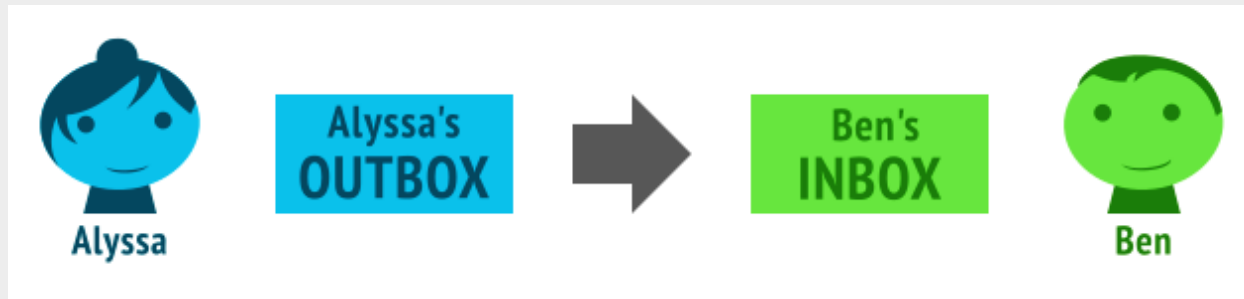 Alyssa's
OUTBOX
Ben's
INBOX
Alyssa
Ben